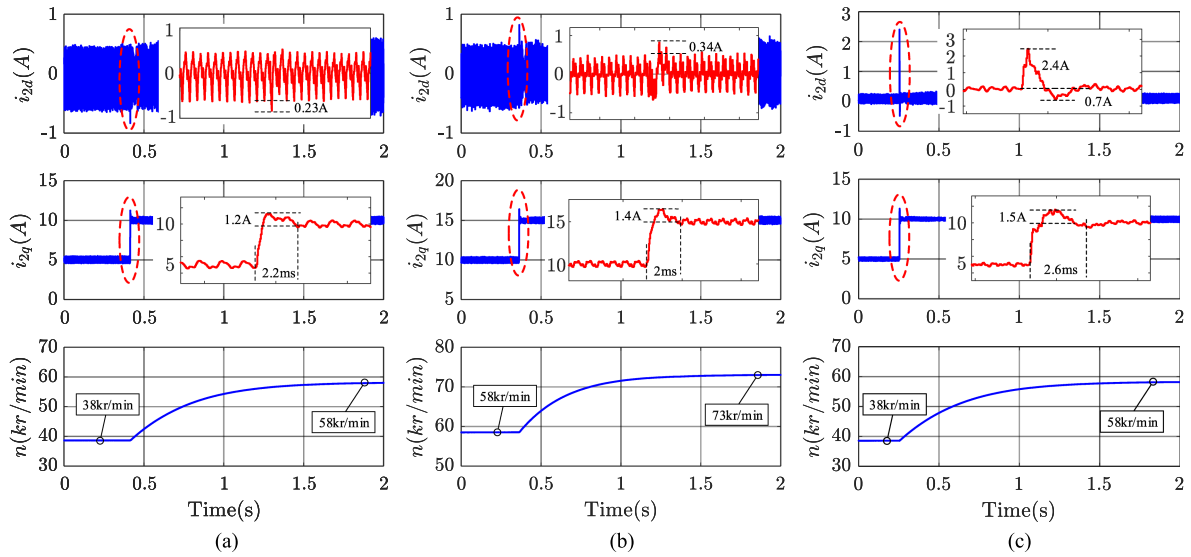 1
0
-1
i2d(A)
1
0
-1
0.23A
0 0.5 1 1.5 2
15
10
5
0
i2q(A)
10
5
1.2A
2.2ms
0 0.5 1 1.5 2
70
60
50
40
30
n(kr/min)
38kr/min
58kr/min
0 0.5 1 1.5 2
Time(s)
(a)
1
0
-1
i2d(A)
1
0
-1
0.34A
0 0.5 1 1.5 2
20
15
10
5
i2q(A)
15
10
1.4A
2ms
0 0.5 1 1.5 2
80
70
60
50
n(kr/min)
58kr/min
73kr/min
0 0.5 1 1.5 2
Time(s)
(b)
3
2
1
0
-1
i2d(A)
3
2
1
0
-1
2.4A
0.7A
0 0.5 1 1.5 2
15
10
5
0
i2q(A)
10
5
1.5A
2.6ms
0 0.5 1 1.5 2
70
60
50
40
30
n(kr/min)
38kr/min
58kr/min
0 0.5 1 1.5 2
Time(s)
(c)